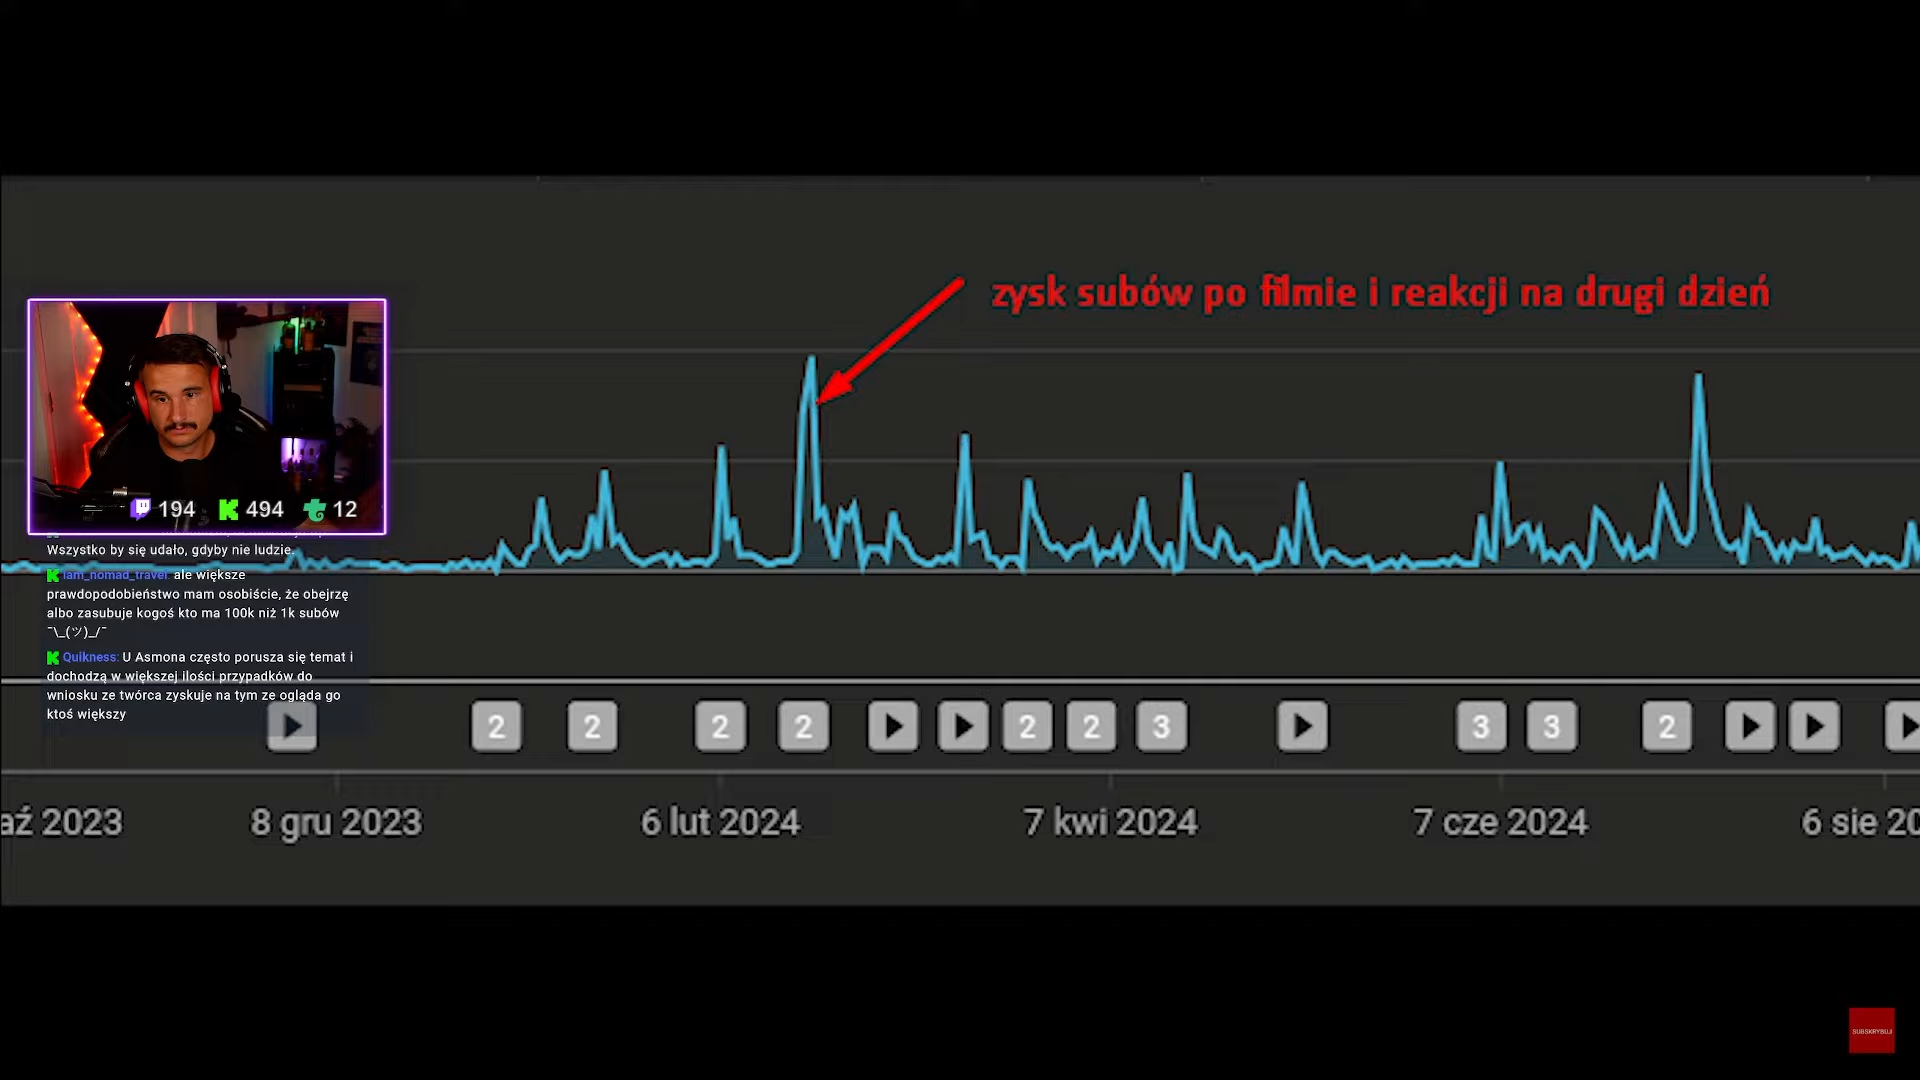 zysk subów po filmie i reakcji na drugi dzień
194 494 12
Wszystko by się udało, gdyby nie ludzie.
iam_nomad_travel: ale większe
prawdopodobieństwo mam osobiście, że obejrzę
albo zasubuje kogoś kto ma 100k niż 1k subów
¯\_(ツ)_/¯
Quikness: U Asmona często porusza się temat i
dochodzą w większej ilości przypadków do
wniosku ze twórca zyskuje na tym ze ogląda go
ktoś większy
2 2 2 2 2 2 3 3 3 2
aź 2023 8 gru 2023 6 lut 2024 7 kwi 2024 7 cze 2024 6 sie 20
SUBSKRYBUJ